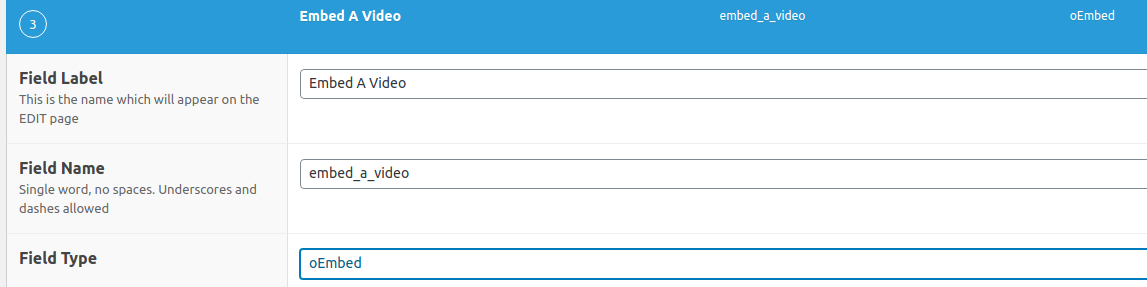 3 Embed A Video embed_a_video oEmbed
Field Label
Embed A Video
This is the name which will appear on the
EDIT page
Field Name
embed_a_video
Single word, no spaces. Underscores and
dashes allowed
Field Type
oEmbed